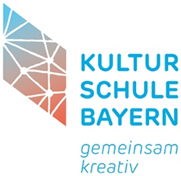 KULTUR
SCHULE
BAYERN
gemeinsam
kreativ